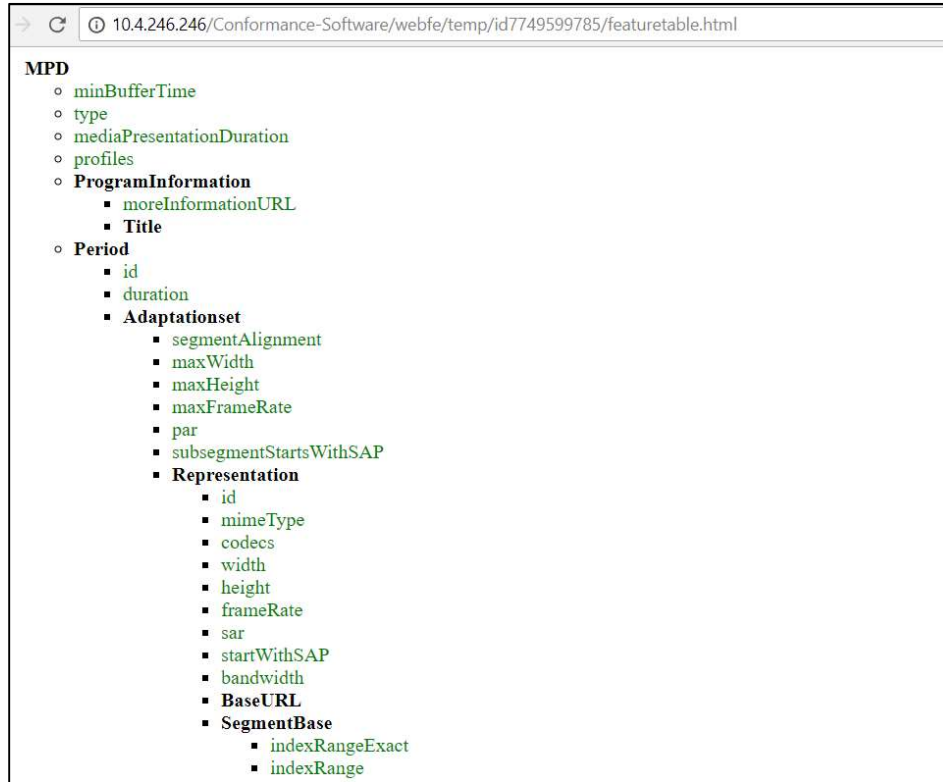 10.4.246.246/Conformance-Software/webfe/temp/id7749599785/featuretable.html
MPD
minBufferTime
type
mediaPresentationDuration
profiles
ProgramInformation
moreInformationURL
Title
Period
id
duration
Adaptationset
segmentAlignment
maxWidth
maxHeight
maxFrameRate
par
subsegmentStartsWithSAP
Representation
id
mimeType
codecs
width
height
frameRate
sar
startWithSAP
bandwidth
BaseURL
SegmentBase
indexRangeExact
indexRange